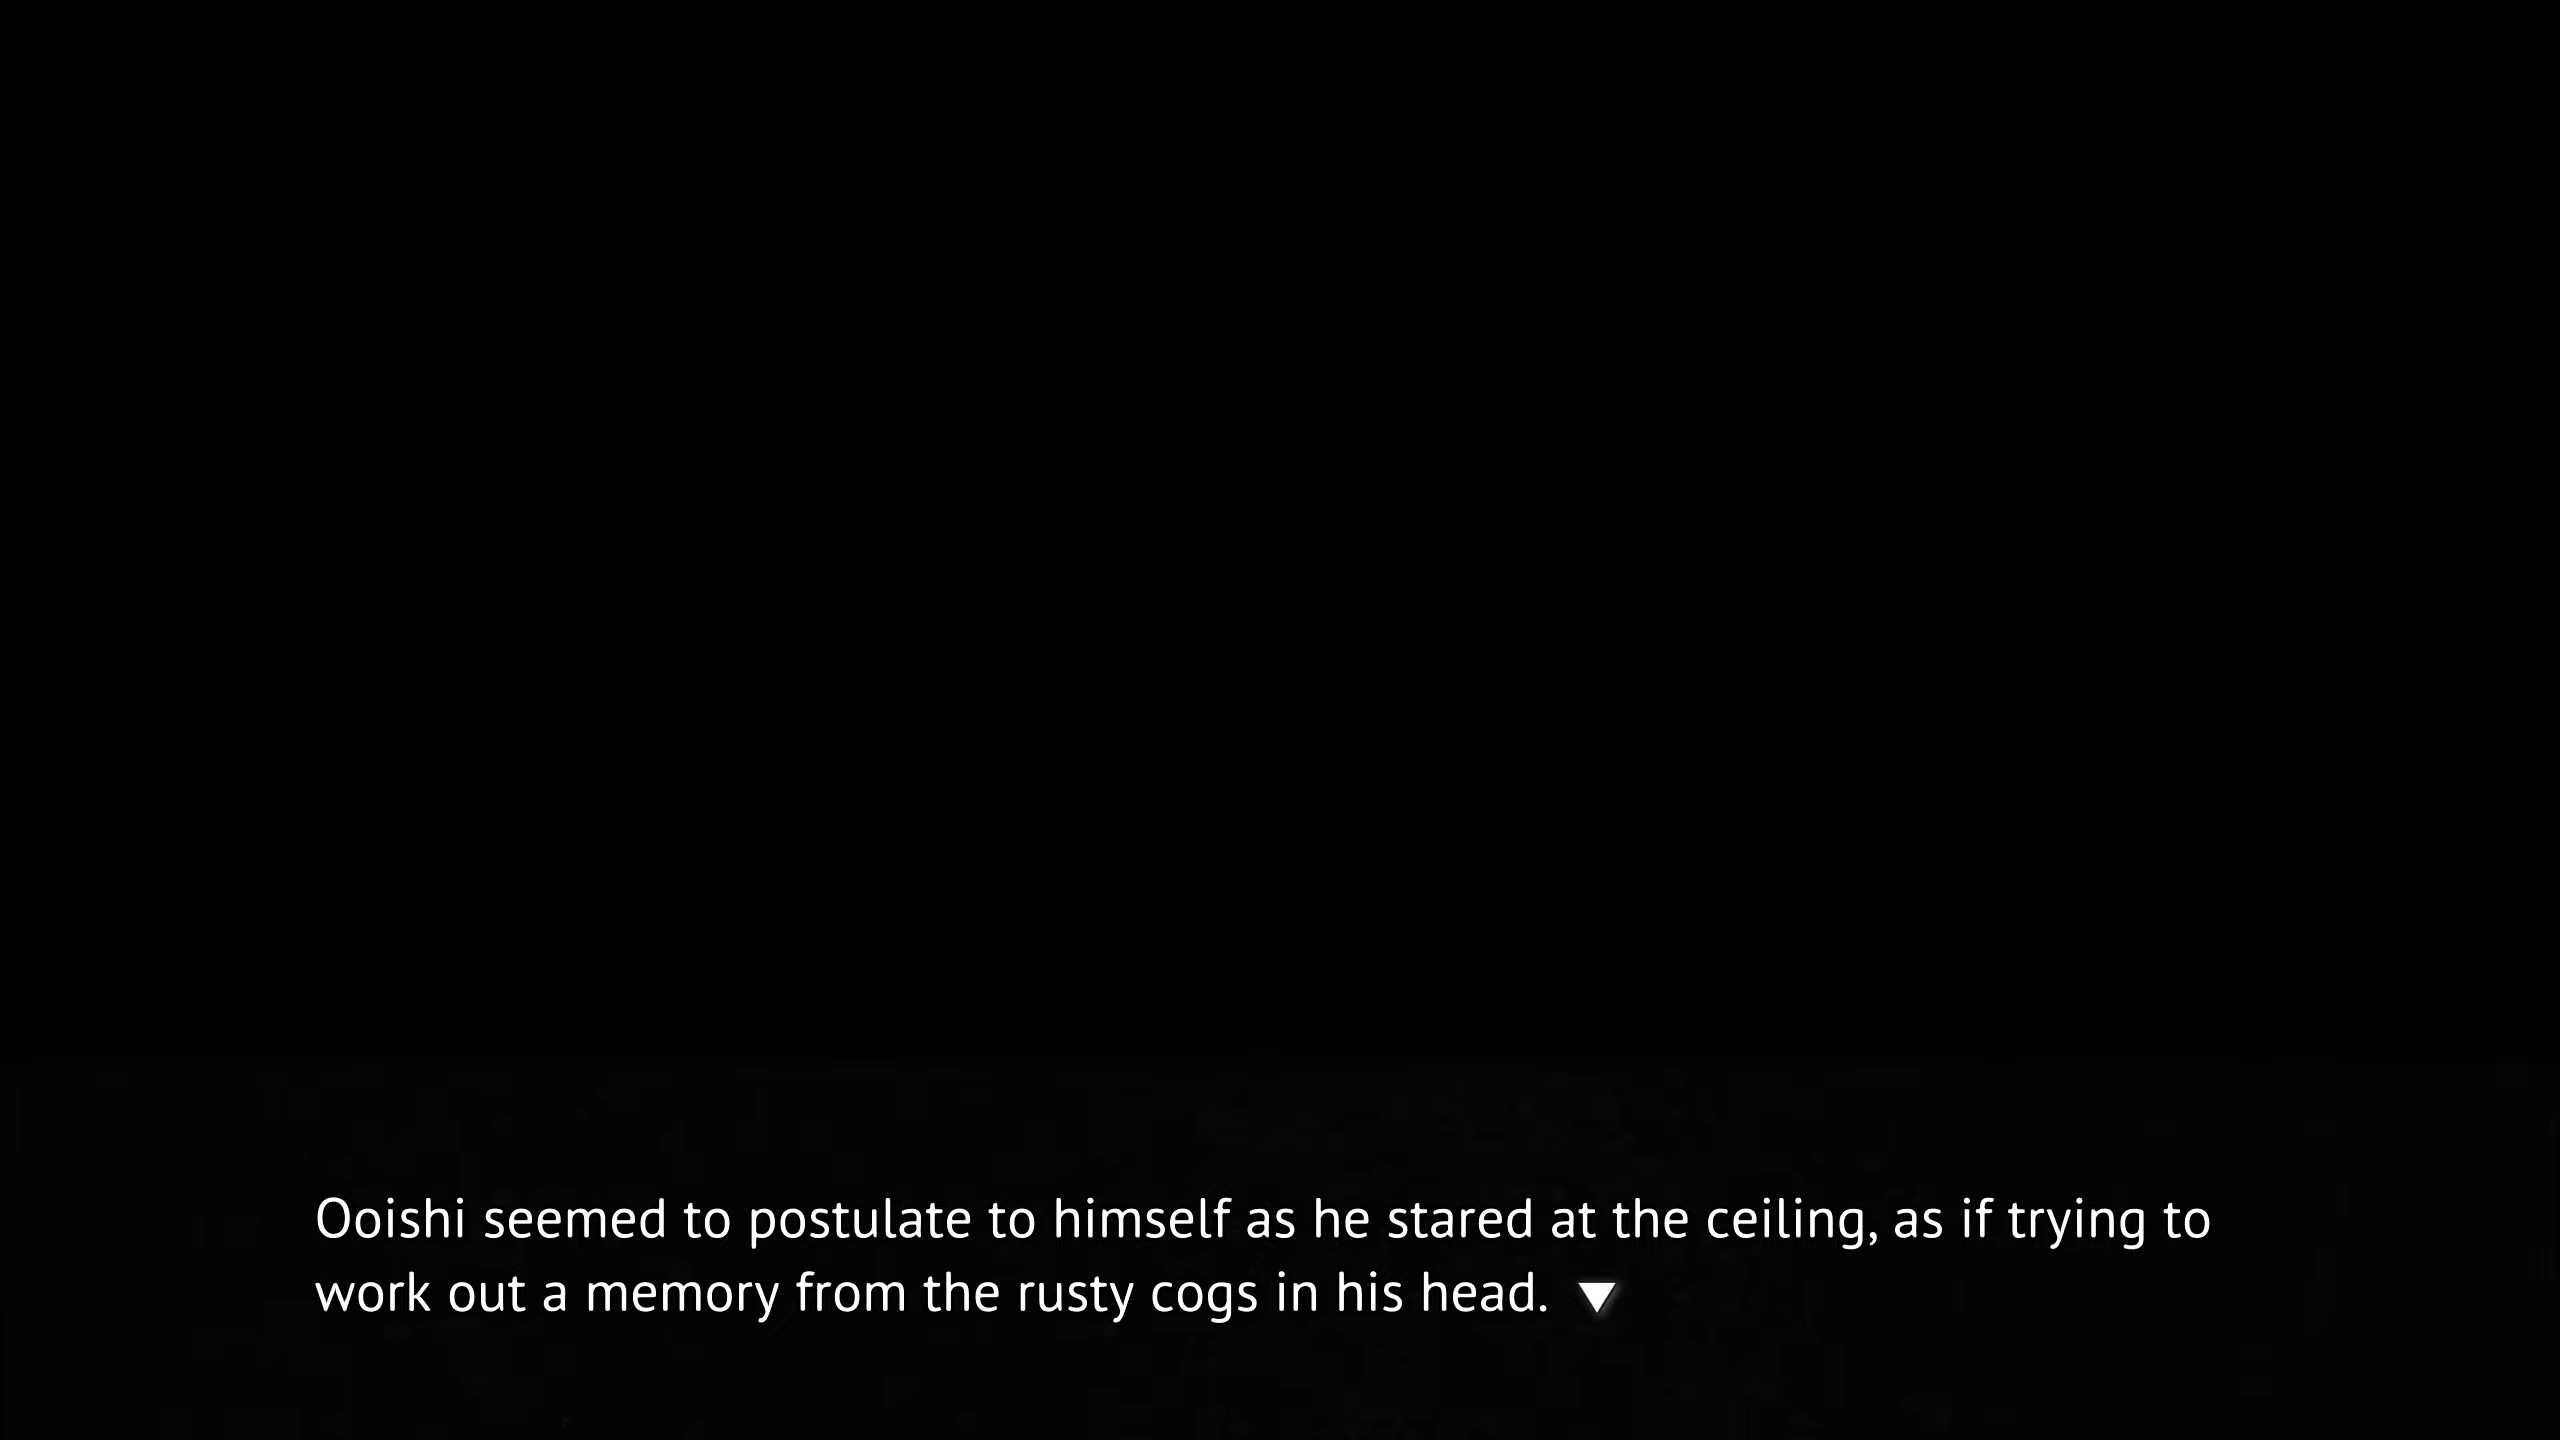 Ooishi seemed to postulate to himself as he stared at the ceiling, as if trying to
work out a memory from the rusty cogs in his head.